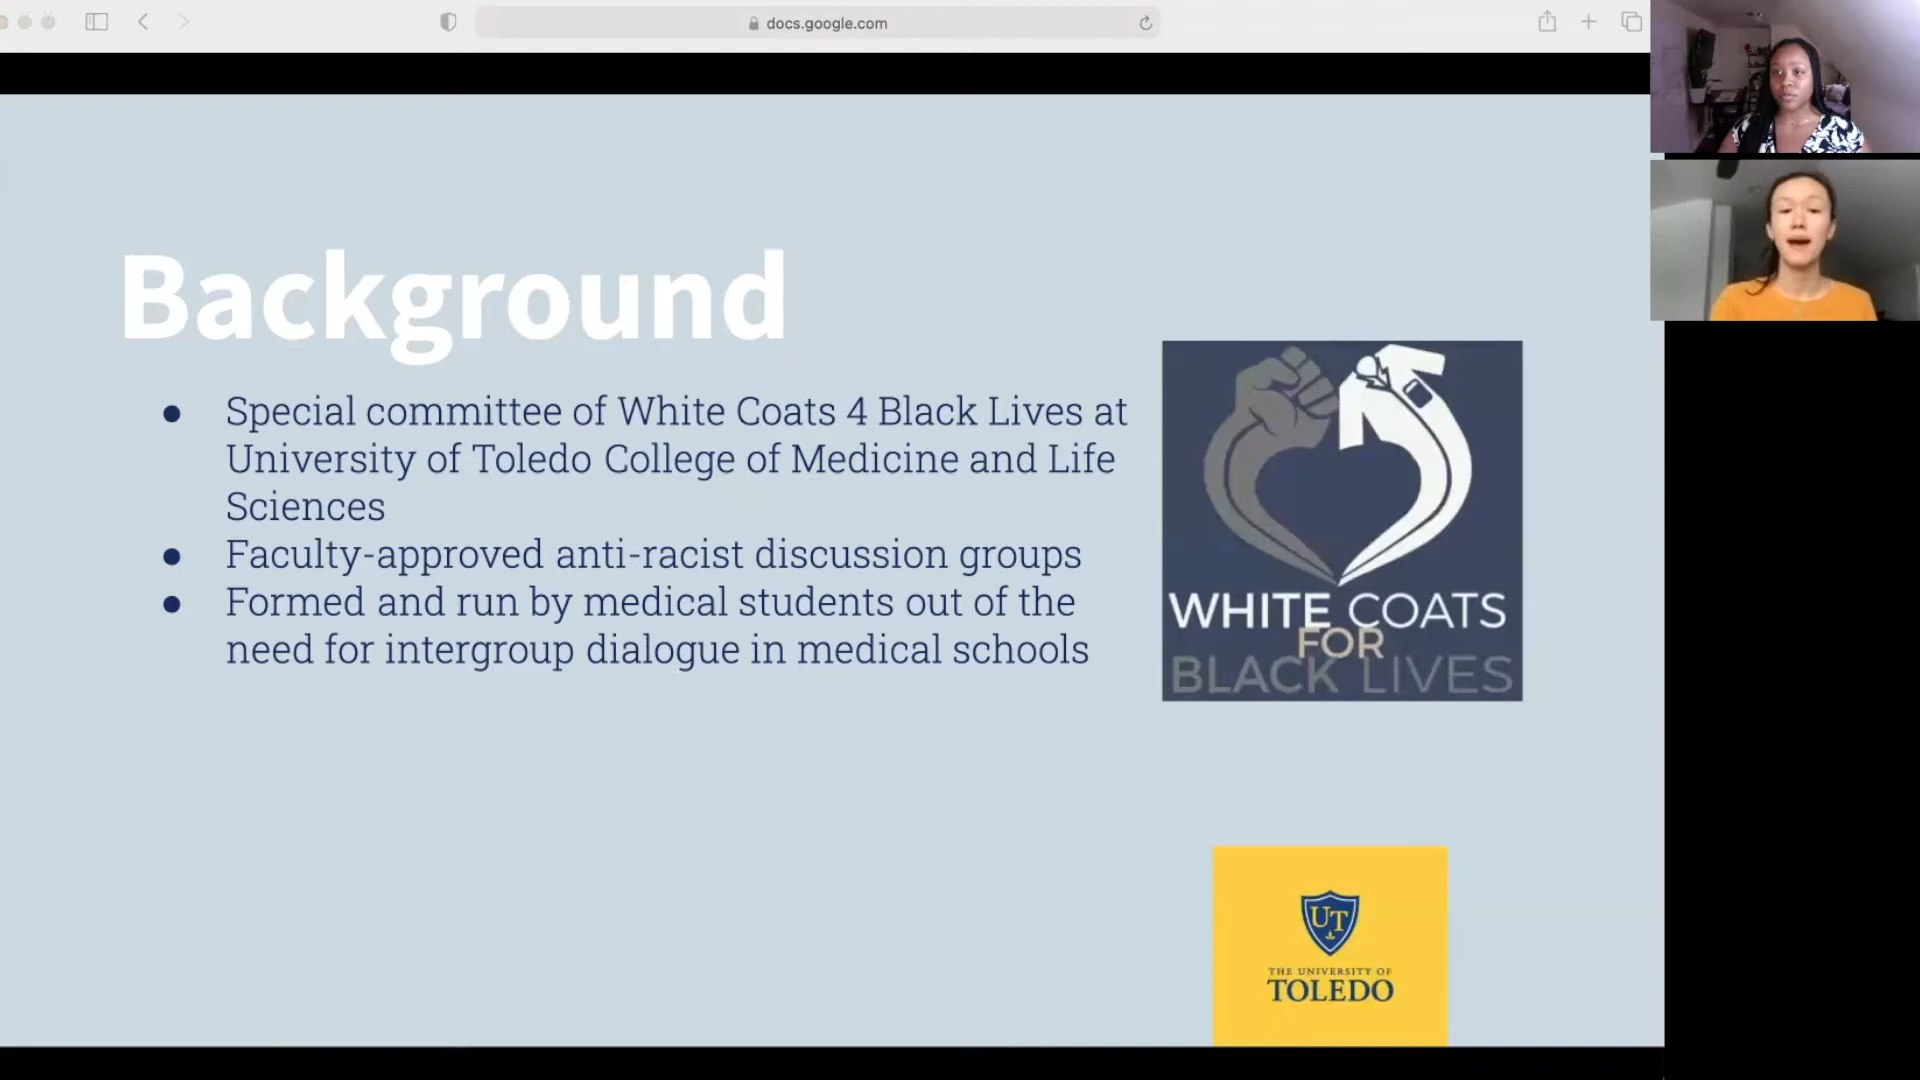 docs.google.com
Background
● Special committee of White Coats 4 Black Lives at
University of Toledo College of Medicine and Life
Sciences
● Faculty-approved anti-racist discussion groups
● Formed and run by medical students out of the
need for intergroup dialogue in medical schools
WHITE COATS
FOR
BLACK LIVES
UT
THE UNIVERSITY OF
TOLEDO